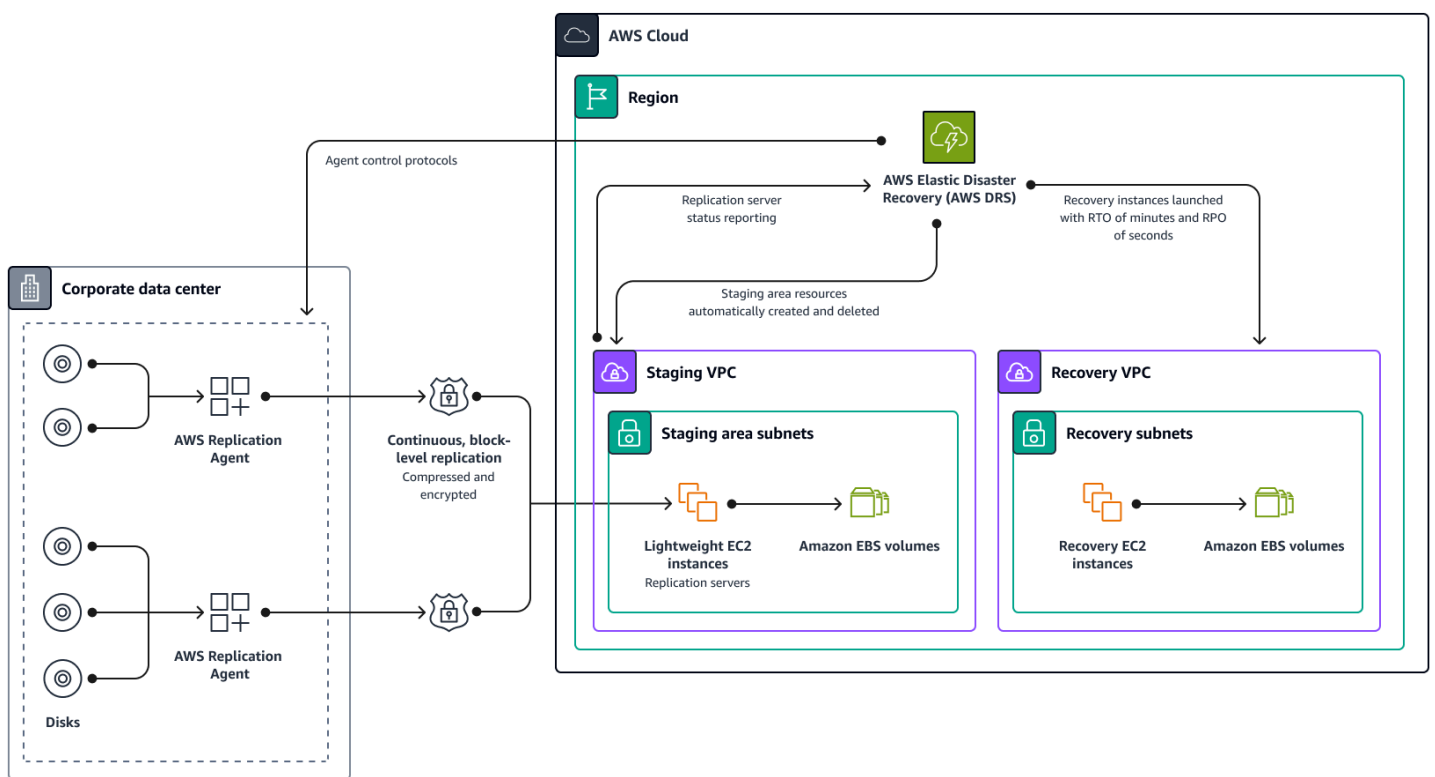 AWS Cloud
Region
Agent control protocols
AWS Elastic Disaster
Recovery (AWS DRS)
Replication server
status reporting
Recovery instances launched
with RTO of minutes and RPO
of seconds
Staging area resources
automatically created and deleted
Corporate data center
AWS Replication
Agent
Continuous, block-
level replication
Compressed and
encrypted
AWS Replication
Agent
Disks
Staging VPC
Staging area subnets
Lightweight EC2
instances
Replication servers
Amazon EBS volumes
Recovery VPC
Recovery subnets
Recovery EC2
instances
Amazon EBS volumes